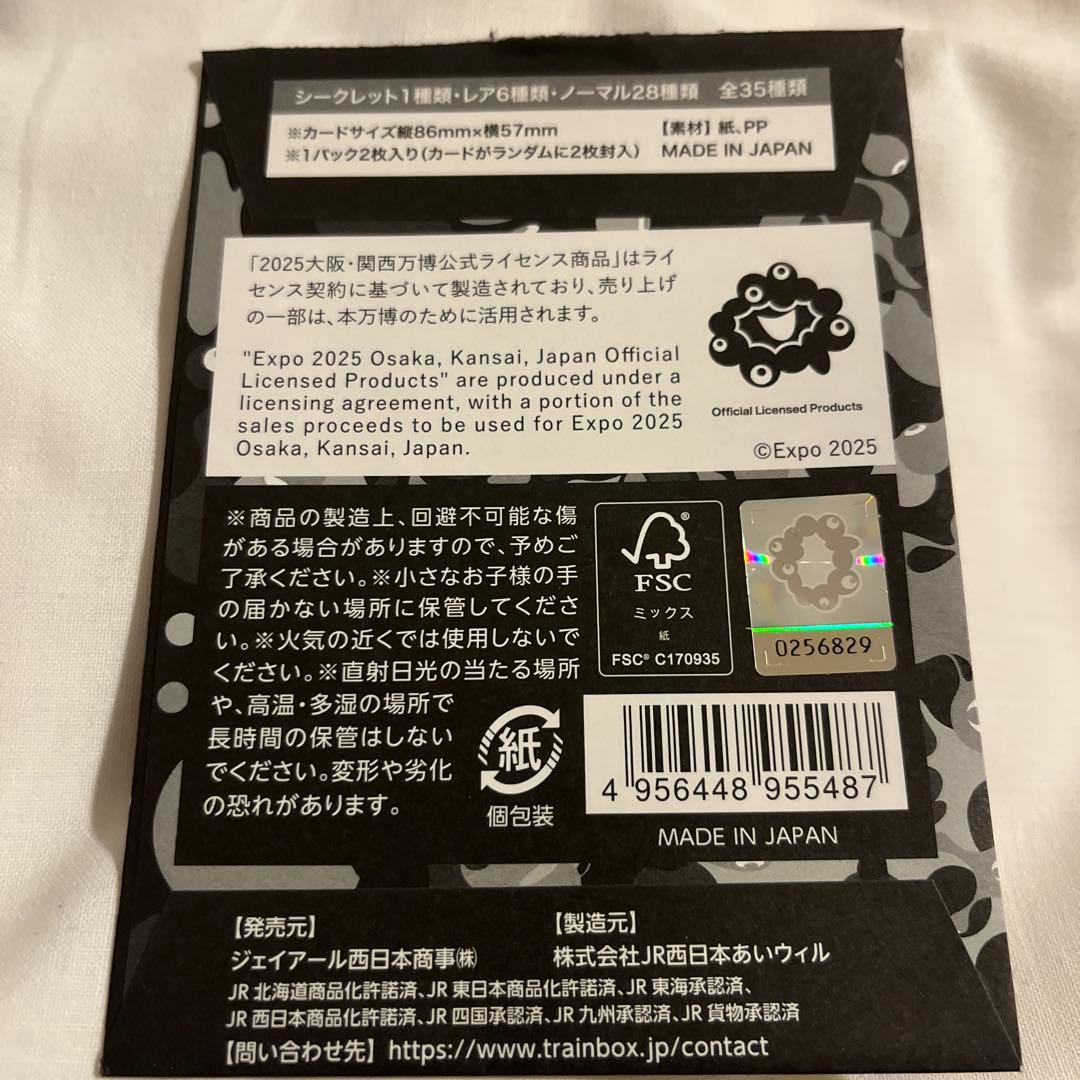 シークレット1種類・レア6種類・ノーマル28種類　全35種類
※カードサイズ縦86mm×横57mm　【素材】紙、PP
※1パック2枚入り(カードがランダムに2枚封入)　MADE IN JAPAN
「2025大阪・関西万博公式ライセンス商品」はライ
センス契約に基づいて製造されており、売り上げ
の一部は、本万博のために活用されます。
"Expo 2025 Osaka, Kansai, Japan Official
Licensed Products" are produced under a
licensing agreement, with a portion of the
sales proceeds to be used for Expo 2025
Osaka, Kansai, Japan.
Official Licensed Products
©Expo 2025
※商品の製造上、回避不可能な傷
がある場合がありますので、予めご
了承ください。※小さなお子様の手
の届かない場所に保管してくださ
い。※火気の近くでは使用しないで
ください。※直射日光の当たる場所
や、高温・多湿の場所で
長時間の保管はしない
でください。変形や劣化
の恐れがあります。
®
FSC
ミックス
紙
FSC® C170935
0256829
紙
個包装
4 956448 955487
MADE IN JAPAN
【発売元】
ジェイアール西日本商事㈱
【製造元】
株式会社JR西日本あいウィル
JR 北海道商品化許諾済、JR 東日本商品化許諾済、JR 東海承認済、
JR 西日本商品化許諾済、JR 四国承認済、JR 九州承認済、JR 貨物承認済
【問い合わせ先】https://www.trainbox.jp/contact